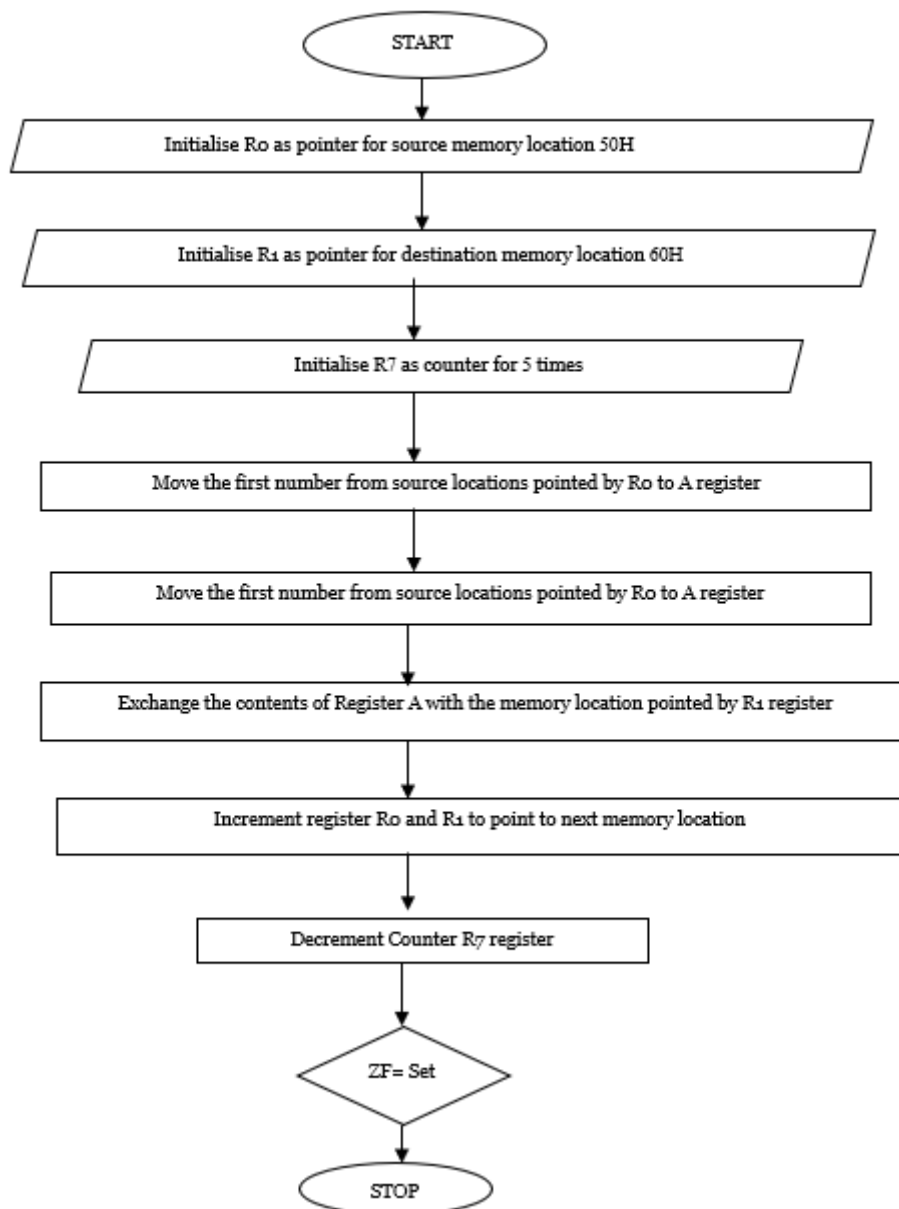 START
Initialise R0 as pointer for source memory location 50H
Initialise R1 as pointer for destination memory location 60H
Initialise R7 as counter for 5 times
Move the first number from source locations pointed by R0 to A register
Move the first number from source locations pointed by R0 to A register
Exchange the contents of Register A with the memory location pointed by R1 register
Increment register R0 and R1 to point to next memory location
Decrement Counter R7 register
ZF= Set
STOP